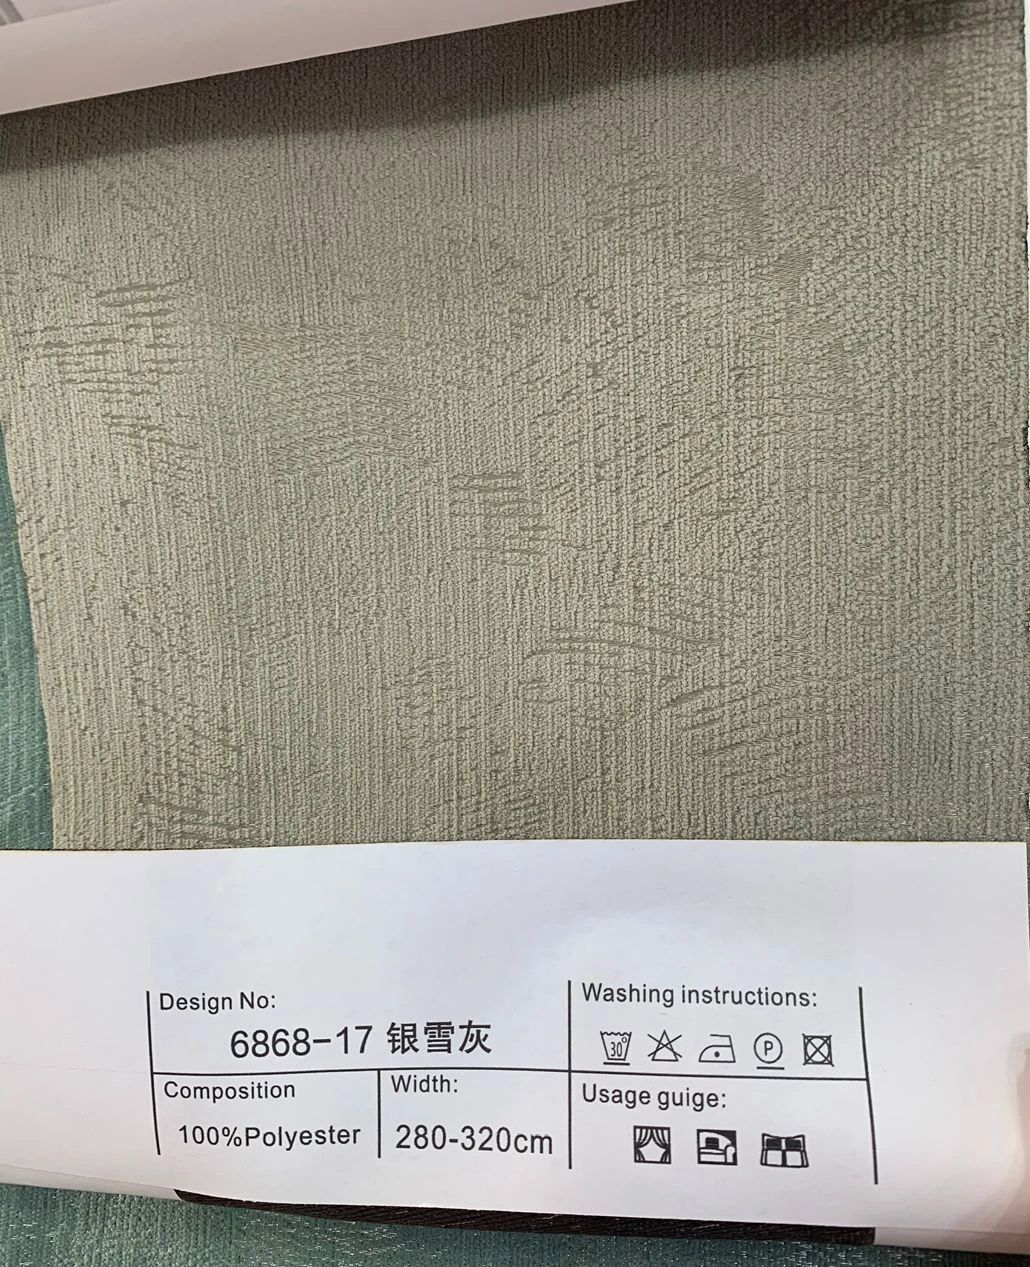 Design No:
6868-17 银雪灰
Washing instructions:
30°
P
Composition
100%Polyester
Width:
280-320cm
Usage guige: